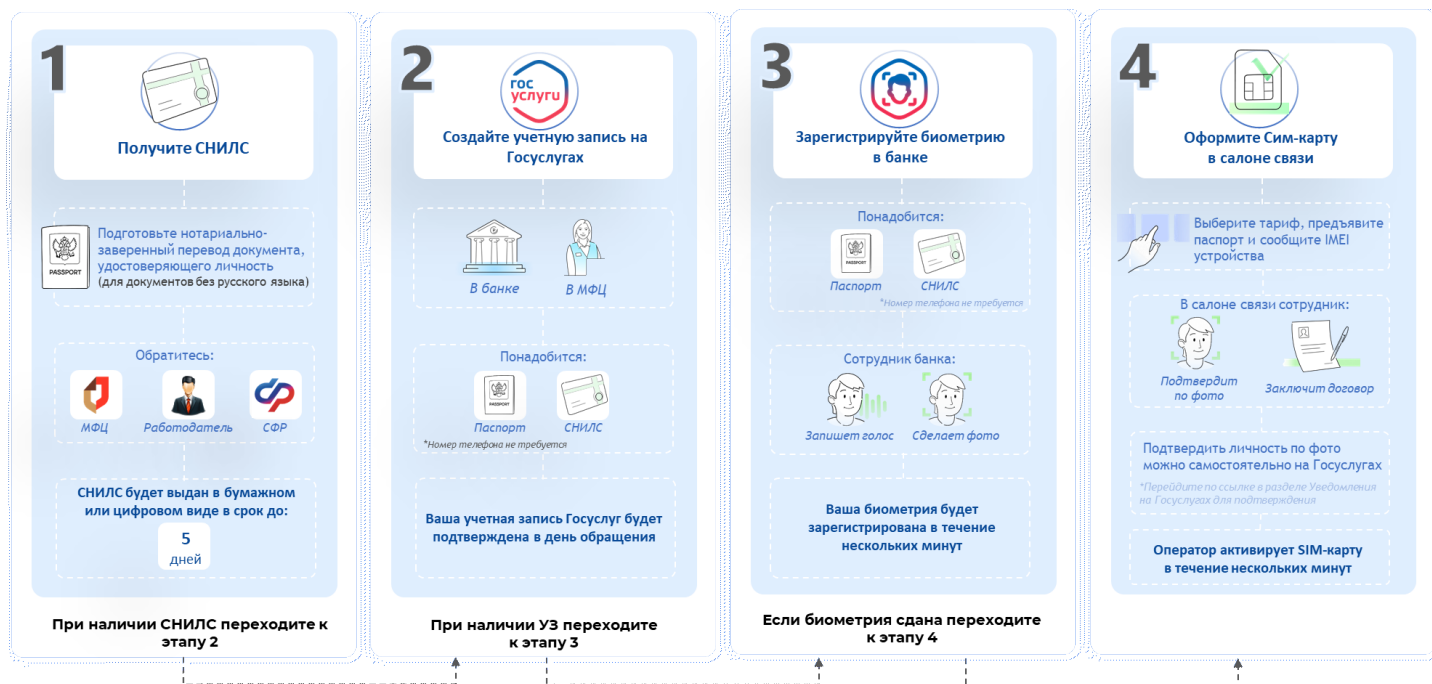 1
Получите СНИЛС
PASSPORT
Подготовьте нотариально-
заверенный перевод документа,
удостоверяющего личность
(для документов без русского языка)
Обратитесь:
МФЦ
Работодатель
СФР
СНИЛС будет выдан в бумажном
или цифровом виде в срок до:
5
дней
При наличии СНИЛС переходите к
этапу 2
2
гос
услуги
Создайте учетную запись на
Госуслугах
В банке
В МФЦ
Понадобится:
PASSPORT
Паспорт
СНИЛС
*Номер телефона не требуется
Ваша учетная запись Госуслуг будет
подтверждена в день обращения
При наличии УЗ переходите
к этапу 3
3
Зарегистрируйте биометрию
в банке
Понадобится:
PASSPORT
Паспорт
СНИЛС
*Номер телефона не требуется
Сотрудник банка:
Запишет голос
Сделает фото
Ваша биометрия будет
зарегистрирована в течение
нескольких минут
Если биометрия сдана переходите
к этапу 4
4
Оформите Сим-карту
в салоне связи
Выберите тариф, предъявите
паспорт и сообщите IMEI
устройства
В салоне связи сотрудник:
Подтвердит
по фото
Заключит договор
Подтвердить личность по фото
можно самостоятельно на Госуслугах
*Перейдите по ссылке в разделе Уведомления
на Госуслугах для подтверждения
Оператор активирует SIM-карту
в течение нескольких минут